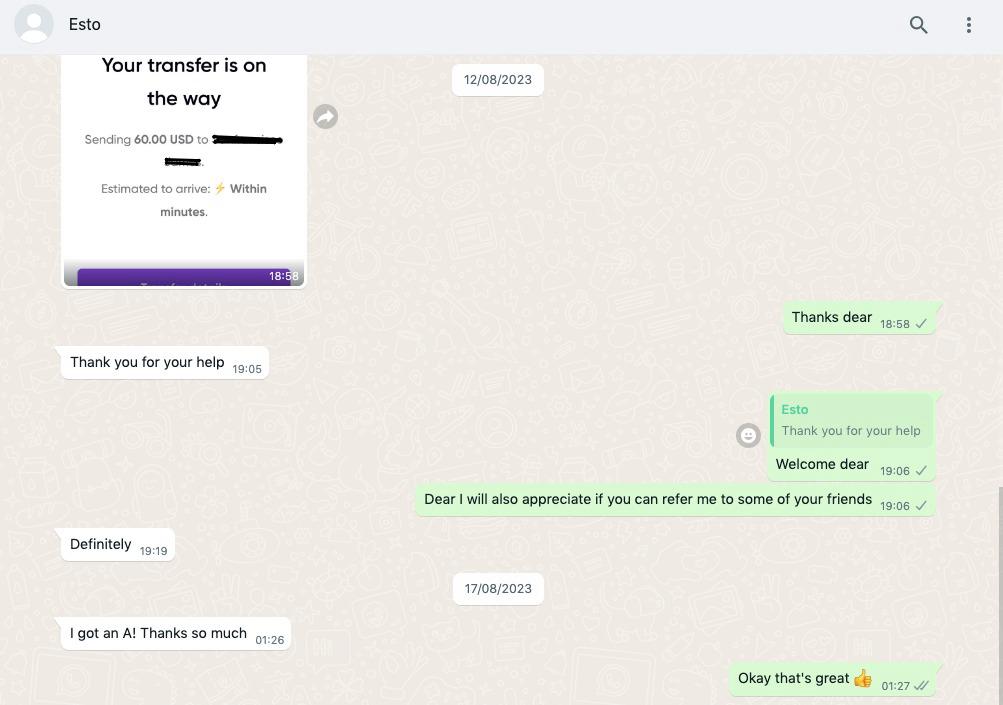 Esto
Your transfer is on
the way
12/08/2023
Sending 60.00 USD to
Estimated to arrive: ⚡ Within
minutes.
18:58
Thanks dear 18:58
Thank you for your help 19:05
Esto
Thank you for your help
Welcome dear 19:06
Dear I will also appreciate if you can refer me to some of your friends 19:06
Definitely 19:19
17/08/2023
I got an A! Thanks so much 01:26
Okay that's great 👍 01:27